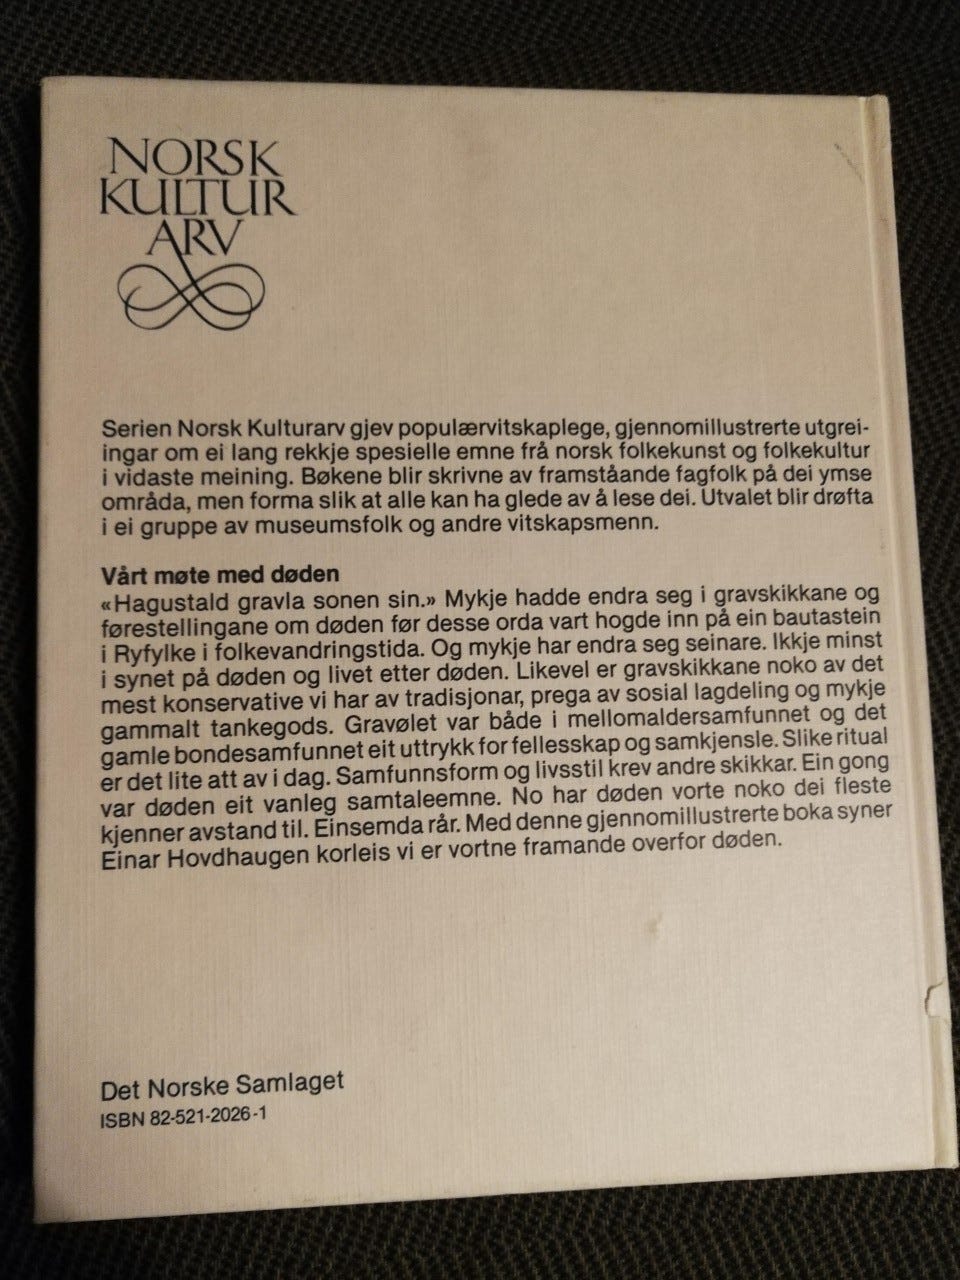 NORSK
KULTUR
ARV
Serien Norsk Kulturarv gjev populærvitskaplege, gjennomillustrerte utgrei-
ingar om ei lang rekkje spesielle emne frå norsk folkekunst og folkekultur
i vidaste meining. Bøkene blir skrivne av framståande fagfolk på dei ymse
områda, men forma slik at alle kan ha glede av å lese dei. Utvalet blir drøfta
i ei gruppe av museumsfolk og andre vitskapsmenn.
Vårt møte med døden
«Hagustald gravla sonen sin.» Mykje hadde endra seg i gravskikkane og
førestellingane om døden før desse orda vart hogde inn på ein bautastein
i Ryfylke i folkevandringstida. Og mykje har endra seg seinare. Ikkje minst
i synet på døden og livet etter døden. Likevel er gravskikkane noko av det
mest konservative vi har av tradisjonar, prega av sosial lagdeling og mykje
gammalt tankegods. Gravølet var både i mellomaldersamfunnet og det
gamle bondesamfunnet eit uttrykk for fellesskap og samkjensle. Slike ritual
er det lite att av i dag. Samfunnsform og livsstil krev andre skikkar. Ein gong
var døden eit vanleg samtaleemne. No har døden vorte noko dei fleste
kjenner avstand til. Einsemda rår. Med denne gjennomillustrerte boka syner
Einar Hovdhaugen korleis vi er vortne framande overfor døden.
Det Norske Samlaget
ISBN 82-521-2026-1